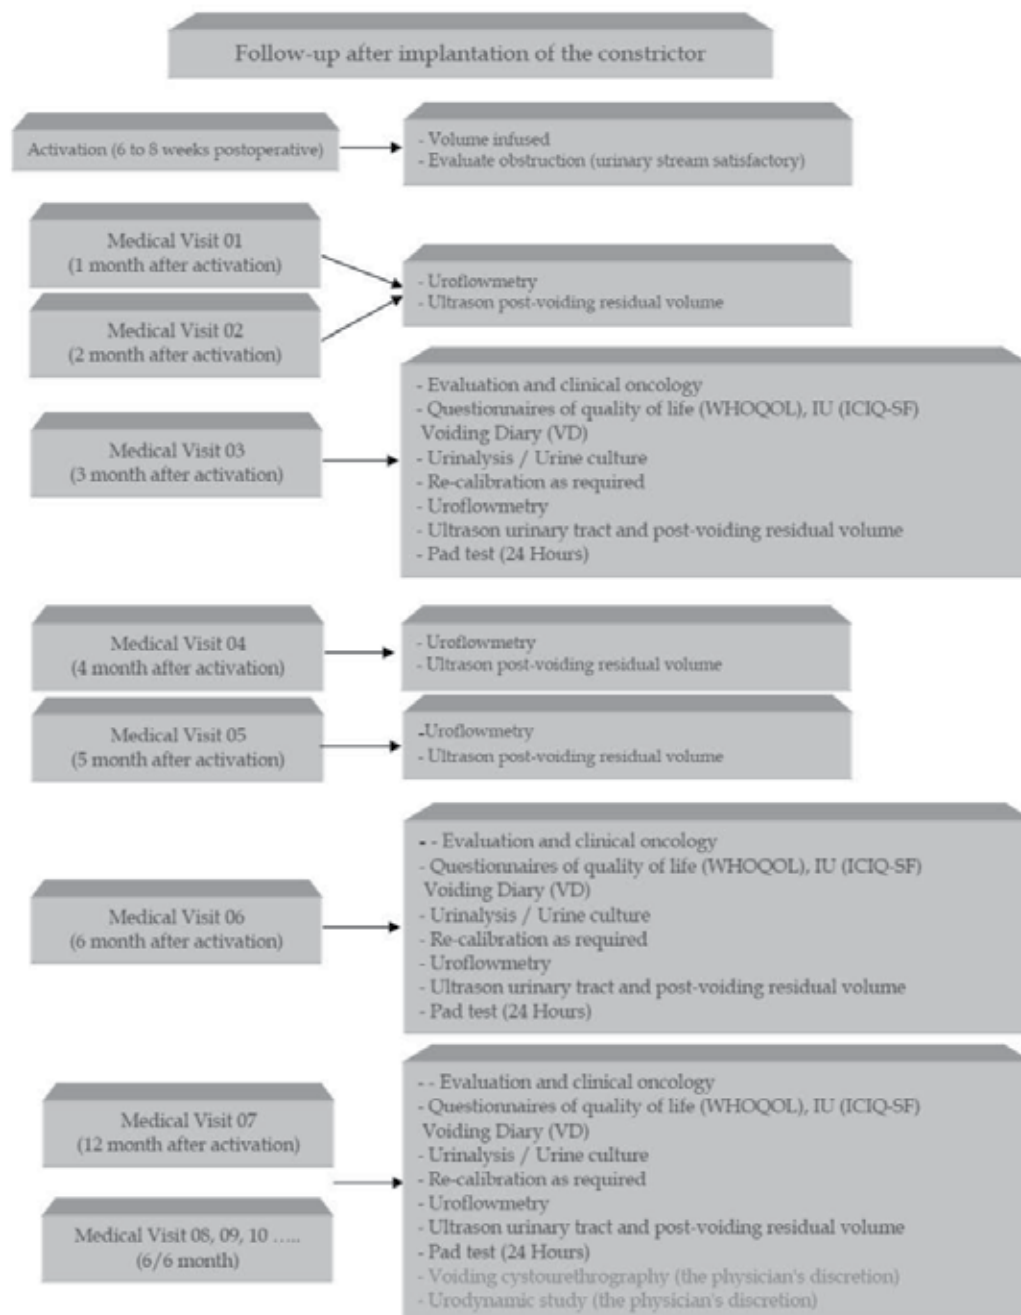 Follow-up after implantation of the constrictor
Activation (6 to 8 weeks postoperative)
- Volume infused
- Evaluate obstruction (urinary stream satisfactory)
Medical Visit 01
(1 month after activation)
Medical Visit 02
(2 month after activation)
- Uroflowmetry
- Ultrason post-voiding residual volume
Medical Visit 03
(3 month after activation)
- Evaluation and clinical oncology
- Questionnaires of quality of life (WHOQOL), IU (ICIQ-SF)
Voiding Diary (VD)
- Urinalysis / Urine culture
- Re-calibration as required
- Uroflowmetry
- Ultrason urinary tract and post-voiding residual volume
- Pad test (24 Hours)
Medical Visit 04
(4 month after activation)
- Uroflowmetry
- Ultrason post-voiding residual volume
Medical Visit 05
(5 month after activation)
-Uroflowmetry
- Ultrason post-voiding residual volume
Medical Visit 06
(6 month after activation)
- - Evaluation and clinical oncology
- Questionnaires of quality of life (WHOQOL), IU (ICIQ-SF)
Voiding Diary (VD)
- Urinalysis / Urine culture
- Re-calibration as required
- Uroflowmetry
- Ultrason urinary tract and post-voiding residual volume
- Pad test (24 Hours)
Medical Visit 07
(12 month after activation)
Medical Visit 08, 09, 10 .....
(6/6 month)
- - Evaluation and clinical oncology
- Questionnaires of quality of life (WHOQOL), IU (ICIQ-SF)
Voiding Diary (VD)
- Urinalysis / Urine culture
- Re-calibration as required
- Uroflowmetry
- Ultrason urinary tract and post-voiding residual volume
- Pad test (24 Hours)
- Voiding cystourethrography (the physician's discretion)
- Urodynamic study (the physician's discretion)